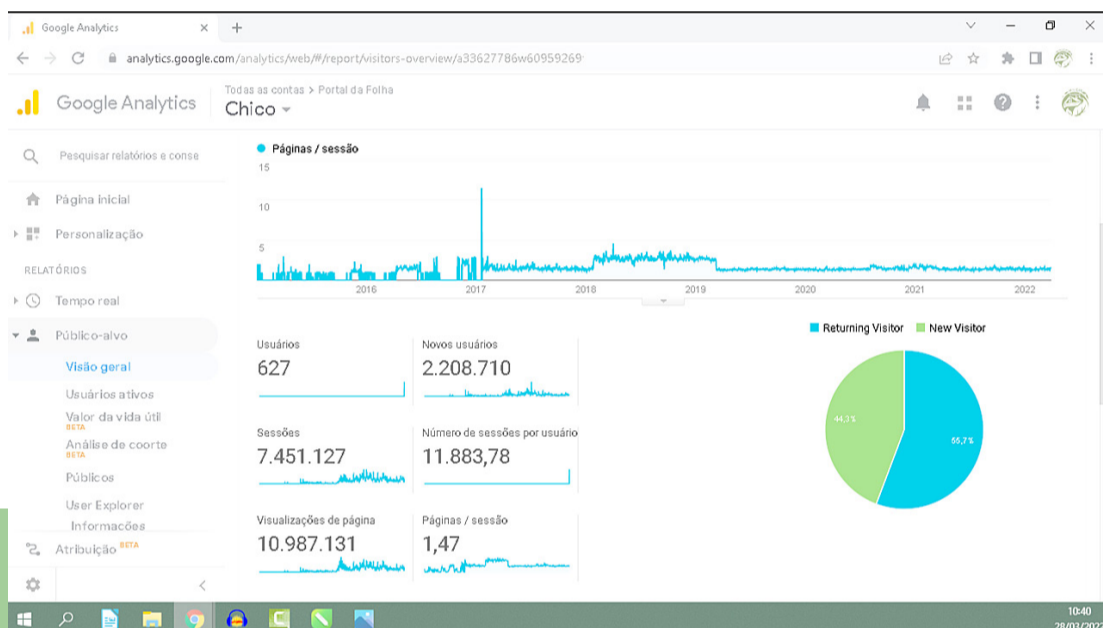 Google Analytics
analytics.google.com/analytics/web/#/report/visitors-overview/a33627786w60959269
Google Analytics
Todas as contas > Portal da Folha
Chico
Pesquisar relatórios e conse
Página inicial
Personalização
RELATÓRIOS
Tempo real
Público-alvo
Visão geral
Usuários ativos
Valor da vida útil
BETA
Análise de coorte
BETA
Públicos
User Explorer
Informações
Atribuição BETA
Páginas / sessão
15
10
5
2016 2017 2018 2019 2020 2021 2022
Usuários
627
Novos usuários
2.208.710
Sessões
7.451.127
Número de sessões por usuário
11.883,78
Visualizações de página
10.987.131
Páginas / sessão
1,47
Returning Visitor New Visitor
44,3%
55,7%
10:40
28/03/2022